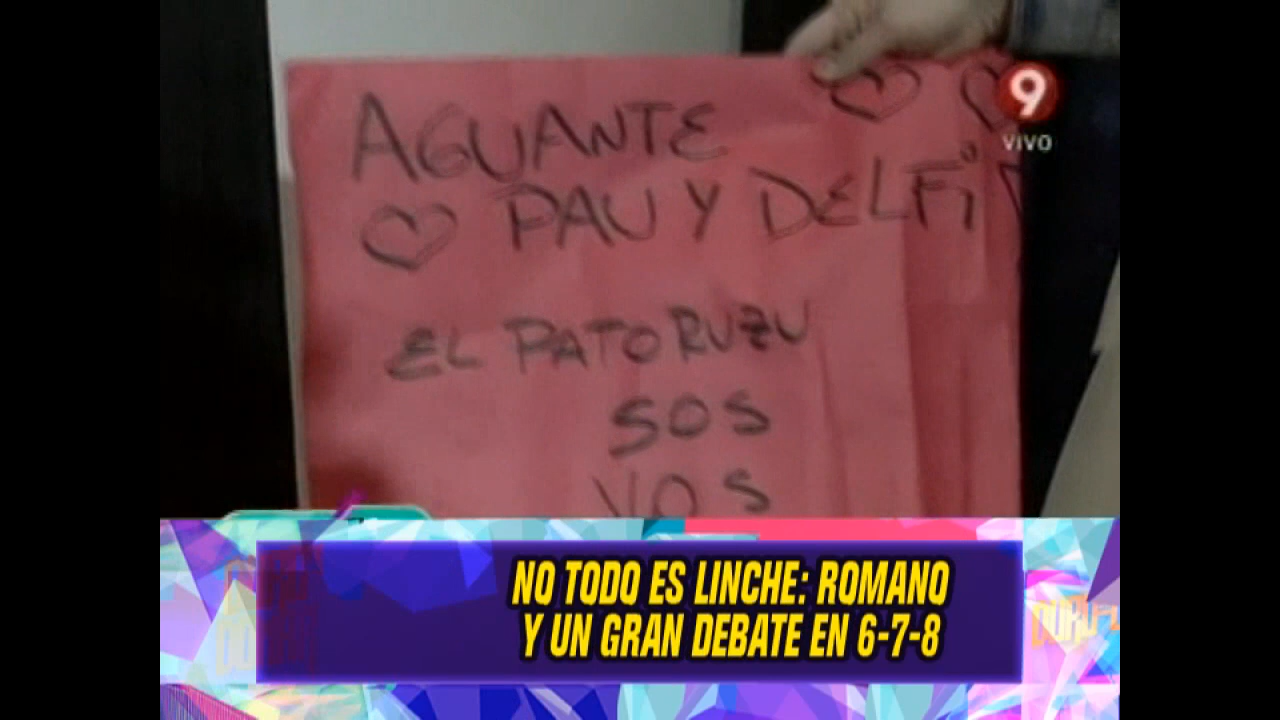 AGUANTE
PAU Y DELFi
EL PATORUZU
SOS
VOS
9
VIVO
NO TODO ES LINCHE: ROMANO
Y UN GRAN DEBATE EN 6-7-8